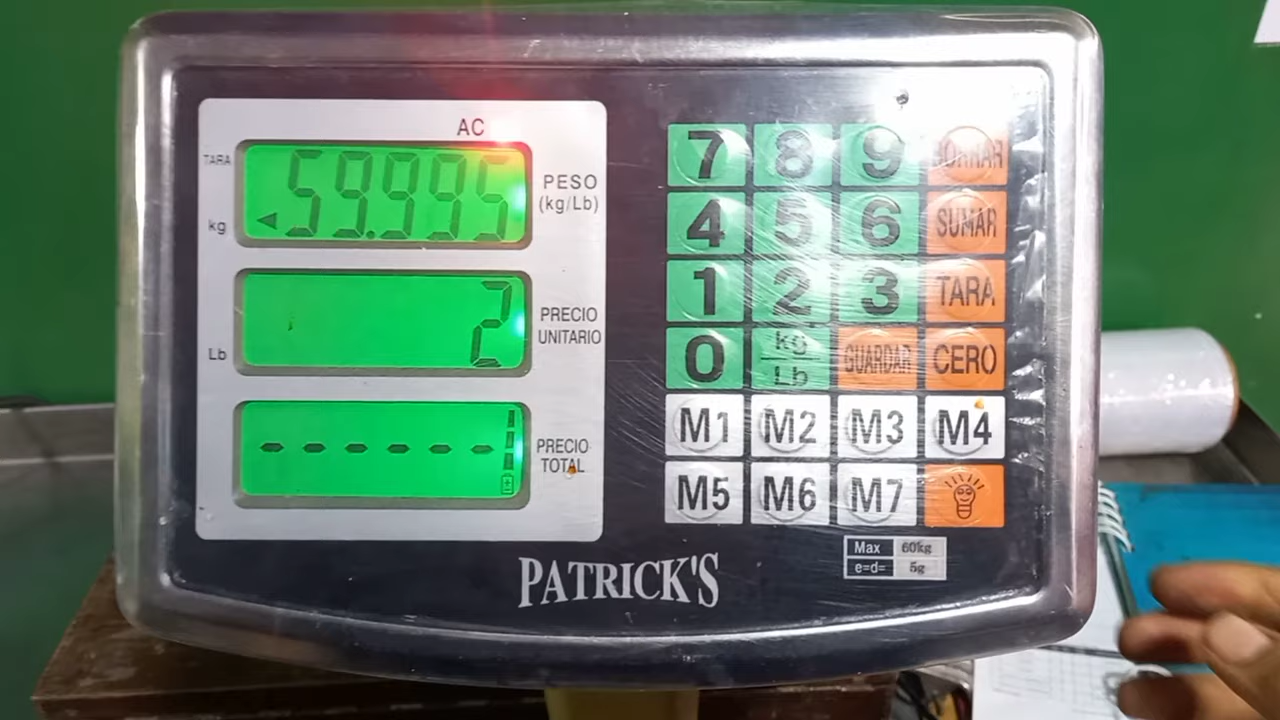 AC
TARA
59.995
PESO
(kg/Lb)
kg
2
PRECIO
UNITARIO
Lb
- - - - - -
PRECIO
TOTAL
7 8 9 BORRAR
4 5 6 SUMAR
1 2 3 TARA
0 kg Lb GUARDAR CERO
M1 M2 M3 M4
M5 M6 M7
Max 60kg
e=d= 5g
PATRICK'S